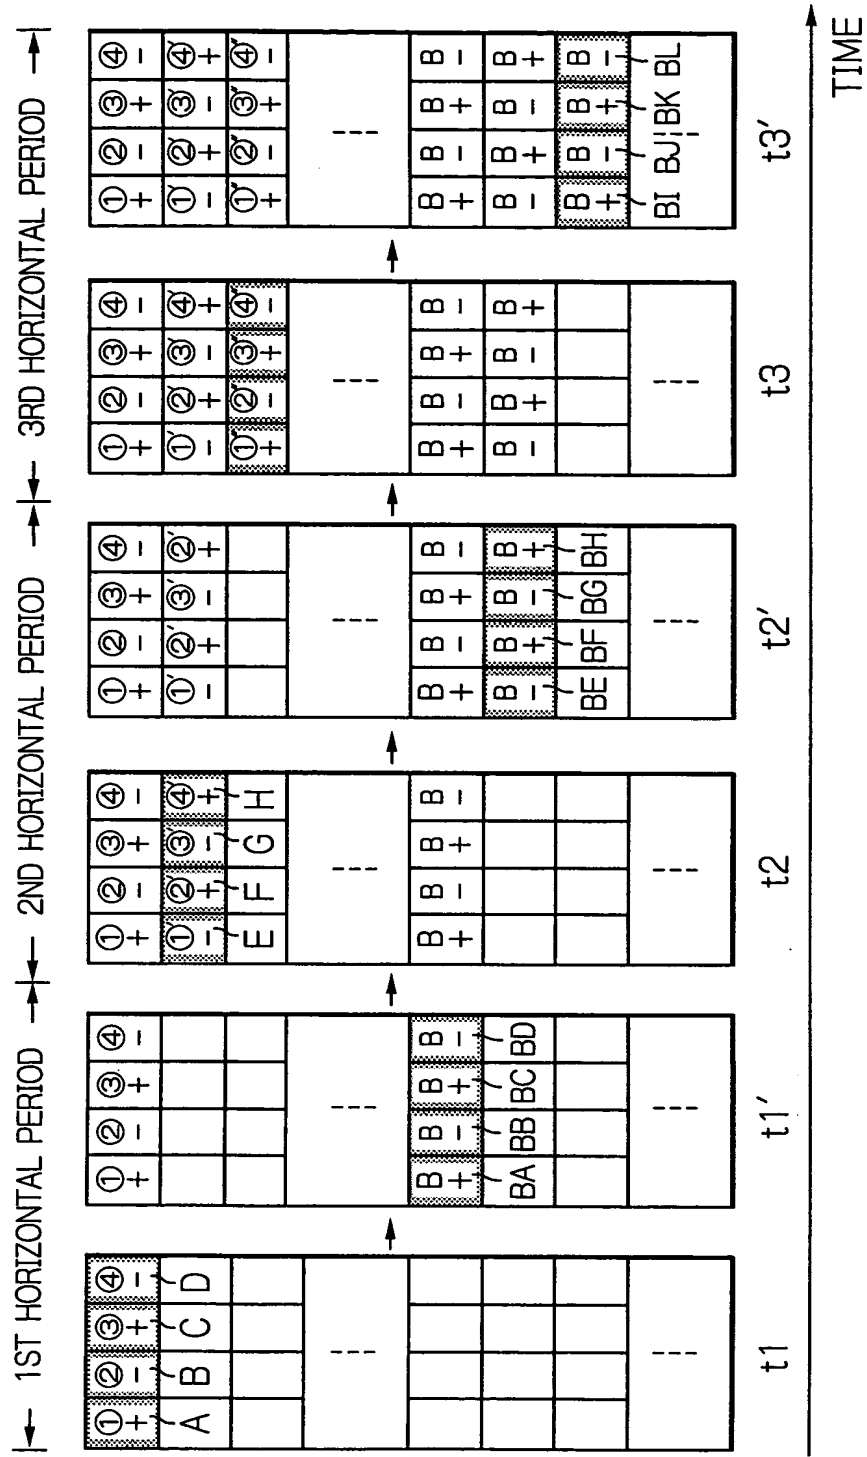 1ST HORIZONTAL PERIOD
2ND HORIZONTAL PERIOD
3RD HORIZONTAL PERIOD
① ② ③ ④
+ - + -
A B C D
---
---
t1
① ② ③ ④
+ - + -
---
B B B B
+ - + -
BA BB BC BD
---
t1'
① ② ③ ④
+ - + -
①' ②' ③' ④'
- + - +
E F G H
---
B B B B
+ - + -
---
t2
① ② ③ ④
+ - + -
①' ②' ③' ②'
- + - +
---
B B B B
+ - + -
B B B B
- + - +
BE BF BG BH
---
t2'
① ② ③ ④
+ - + -
①' ②' ③' ④'
- + - +
①" ②" ③" ④"
+ - + -
---
B B B B
+ - + -
B B B B
- + - +
---
t3
① ② ③ ④
+ - + -
①' ②' ③' ④'
- + - +
①" ②" ③" ④"
+ - + -
---
B B B B
+ - + -
B B B B
- + - +
B B B B
+ - + -
BI BJ BK BL
---
t3'
TIME